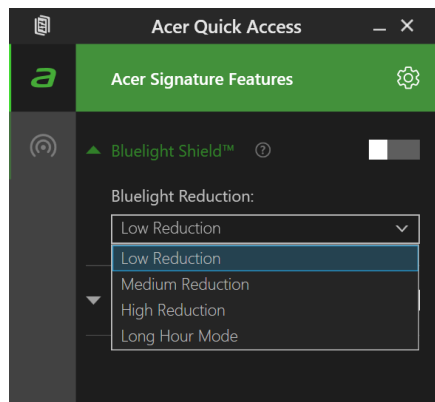 Acer Quick Access
a
Acer Signature Features
Bluelight Shield™ ?
Bluelight Reduction:
Low Reduction
Low Reduction
Medium Reduction
High Reduction
Long Hour Mode